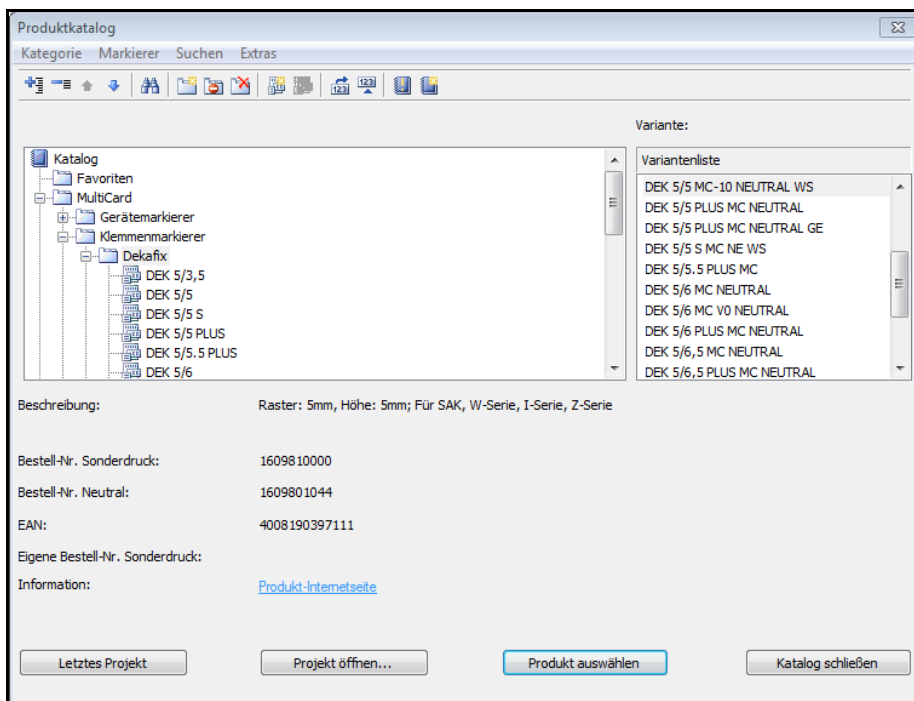 Produktkatalog
Kategorie Markierer Suchen Extras
Variante:
Katalog
Favoriten
MultiCard
Gerätemarkierer
Klemmenmarkierer
Dekafix
DEK 5/3,5
DEK 5/5
DEK 5/5 S
DEK 5/5 PLUS
DEK 5/5.5 PLUS
DEK 5/6
Variantenliste
DEK 5/5 MC-10 NEUTRAL WS
DEK 5/5 PLUS MC NEUTRAL
DEK 5/5 PLUS MC NEUTRAL GE
DEK 5/5 S MC NE WS
DEK 5/5.5 PLUS MC
DEK 5/6 MC NEUTRAL
DEK 5/6 MC V0 NEUTRAL
DEK 5/6 PLUS MC NEUTRAL
DEK 5/6,5 MC NEUTRAL
DEK 5/6,5 PLUS MC NEUTRAL
Beschreibung: Raster: 5mm, Höhe: 5mm; Für SAK, W-Serie, I-Serie, Z-Serie
Bestell-Nr. Sonderdruck: 1609810000
Bestell-Nr. Neutral: 1609801044
EAN: 4008190397111
Eigene Bestell-Nr. Sonderdruck:
Information: Produkt-Internetseite
Letztes Projekt Projekt öffnen... Produkt auswählen Katalog schließen